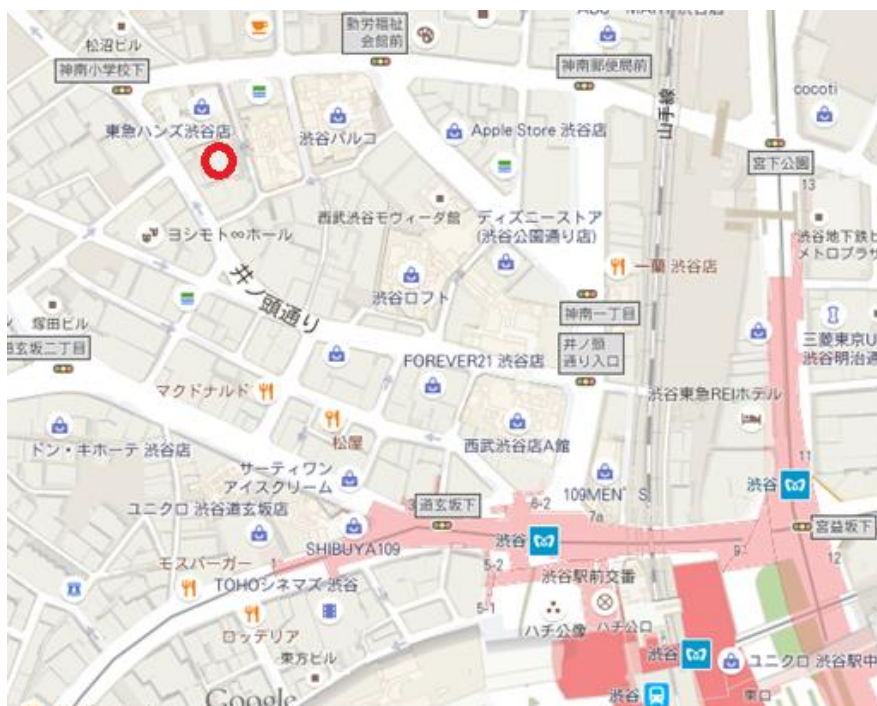 松沼ビル
勤労福祉
会館前
ABC-MART 渋谷店
神南小学校下
神南郵便局前
山手線
cocoti
東急ハンズ渋谷店
渋谷パルコ
Apple Store 渋谷店
宮下公園
13
西武渋谷モヴィーダ館
ディズニーストア
(渋谷公園通り店)
渋谷地下鉄ビ
メトロプラザ
ヨシモト∞ホール
一蘭 渋谷店
井ノ頭通り
渋谷ロフト
塚田ビル
神南一丁目
道玄坂二丁目
井ノ頭
通り入口
三菱東京U
渋谷明治通
FOREVER21 渋谷店
マクドナルド
渋谷東急REIホテル
松屋
西武渋谷店A館
ドン・キホーテ 渋谷店
サーティワン
アイスクリーム
11
109MEN'S
渋谷
ユニクロ 渋谷道玄坂店
3
道玄坂下
6-2
7a
SHIBUYA109
渋谷
宮益坂下
9
12
モスバーガー
1
5-2
渋谷駅前交番
TOHOシネマズ 渋谷
5-1
ロッテリア
ハチ公像
ハチ公口
東方ビル
渋谷
ユニクロ 渋谷駅中
Google
渋谷
東口